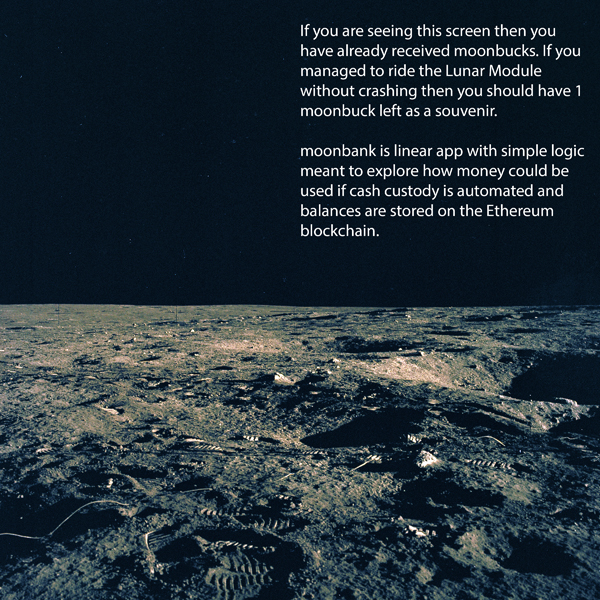 If you are seeing this screen then you
have already received moonbucks. If you
managed to ride the Lunar Module
without crashing then you should have 1
moonbuck left as a souvenir.
moonbank is linear app with simple logic
meant to explore how money could be
used if cash custody is automated and
balances are stored on the Ethereum
blockchain.